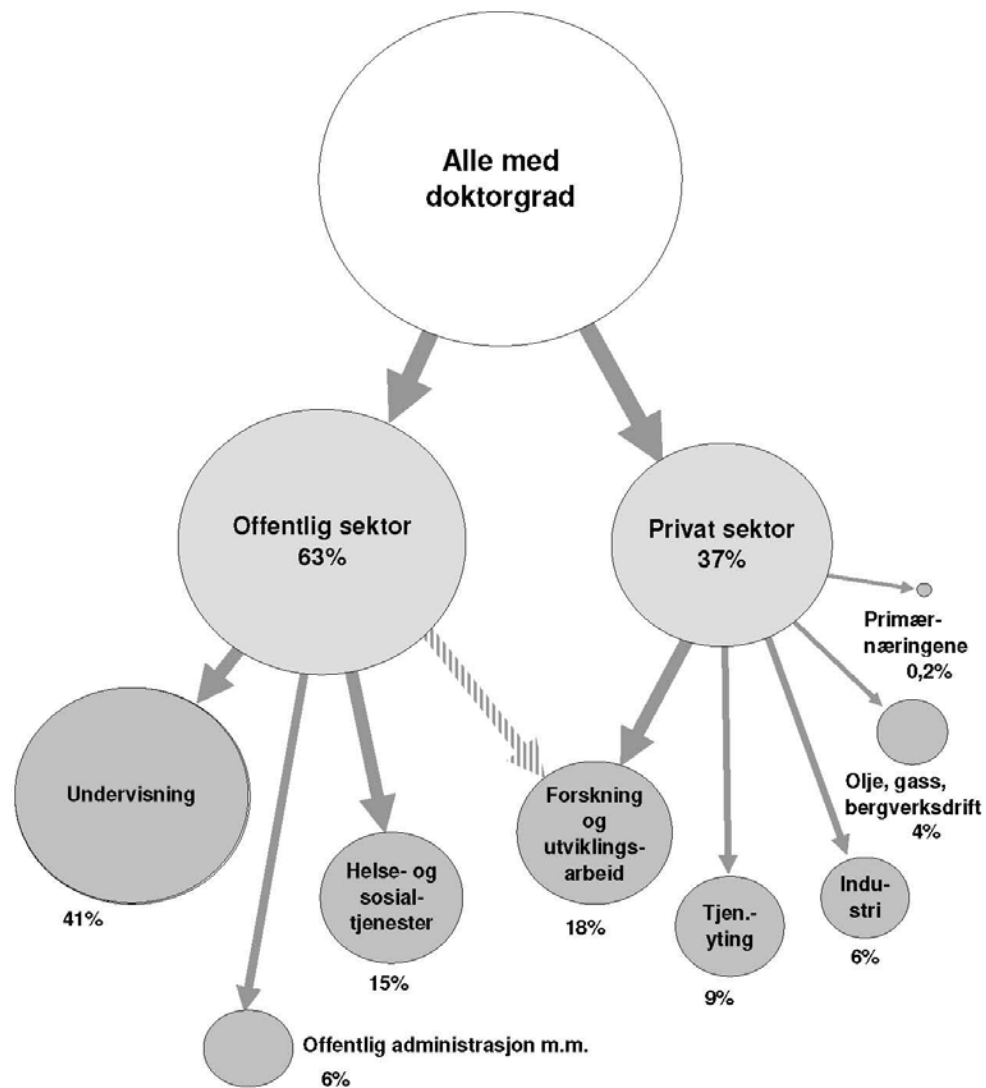 Alle med
doktorgrad
Offentlig sektor
63%
Privat sektor
37%
Primær-
næringene
0,2%
Olje, gass,
bergverksdrift
4%
Undervisning
41%
Helse- og
sosial-
tjenester
15%
Forskning
og
utviklings-
arbeid
18%
Tjen.-
yting
9%
Indu-
stri
6%
Offentlig administrasjon m.m.
6%